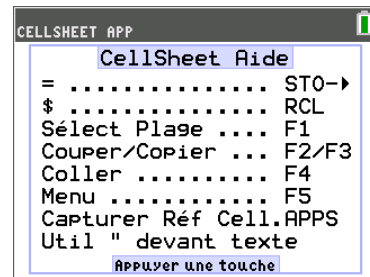 CELLSHEET APP
CellSheet Aide
= ............... STO→
$ ............... RCL
Sélect Plage .... F1
Couper/Copier ... F2/F3
Coller .......... F4
Menu ............ F5
Capturer Réf Cell.APPS
Util " devant texte
Appuyer une touche